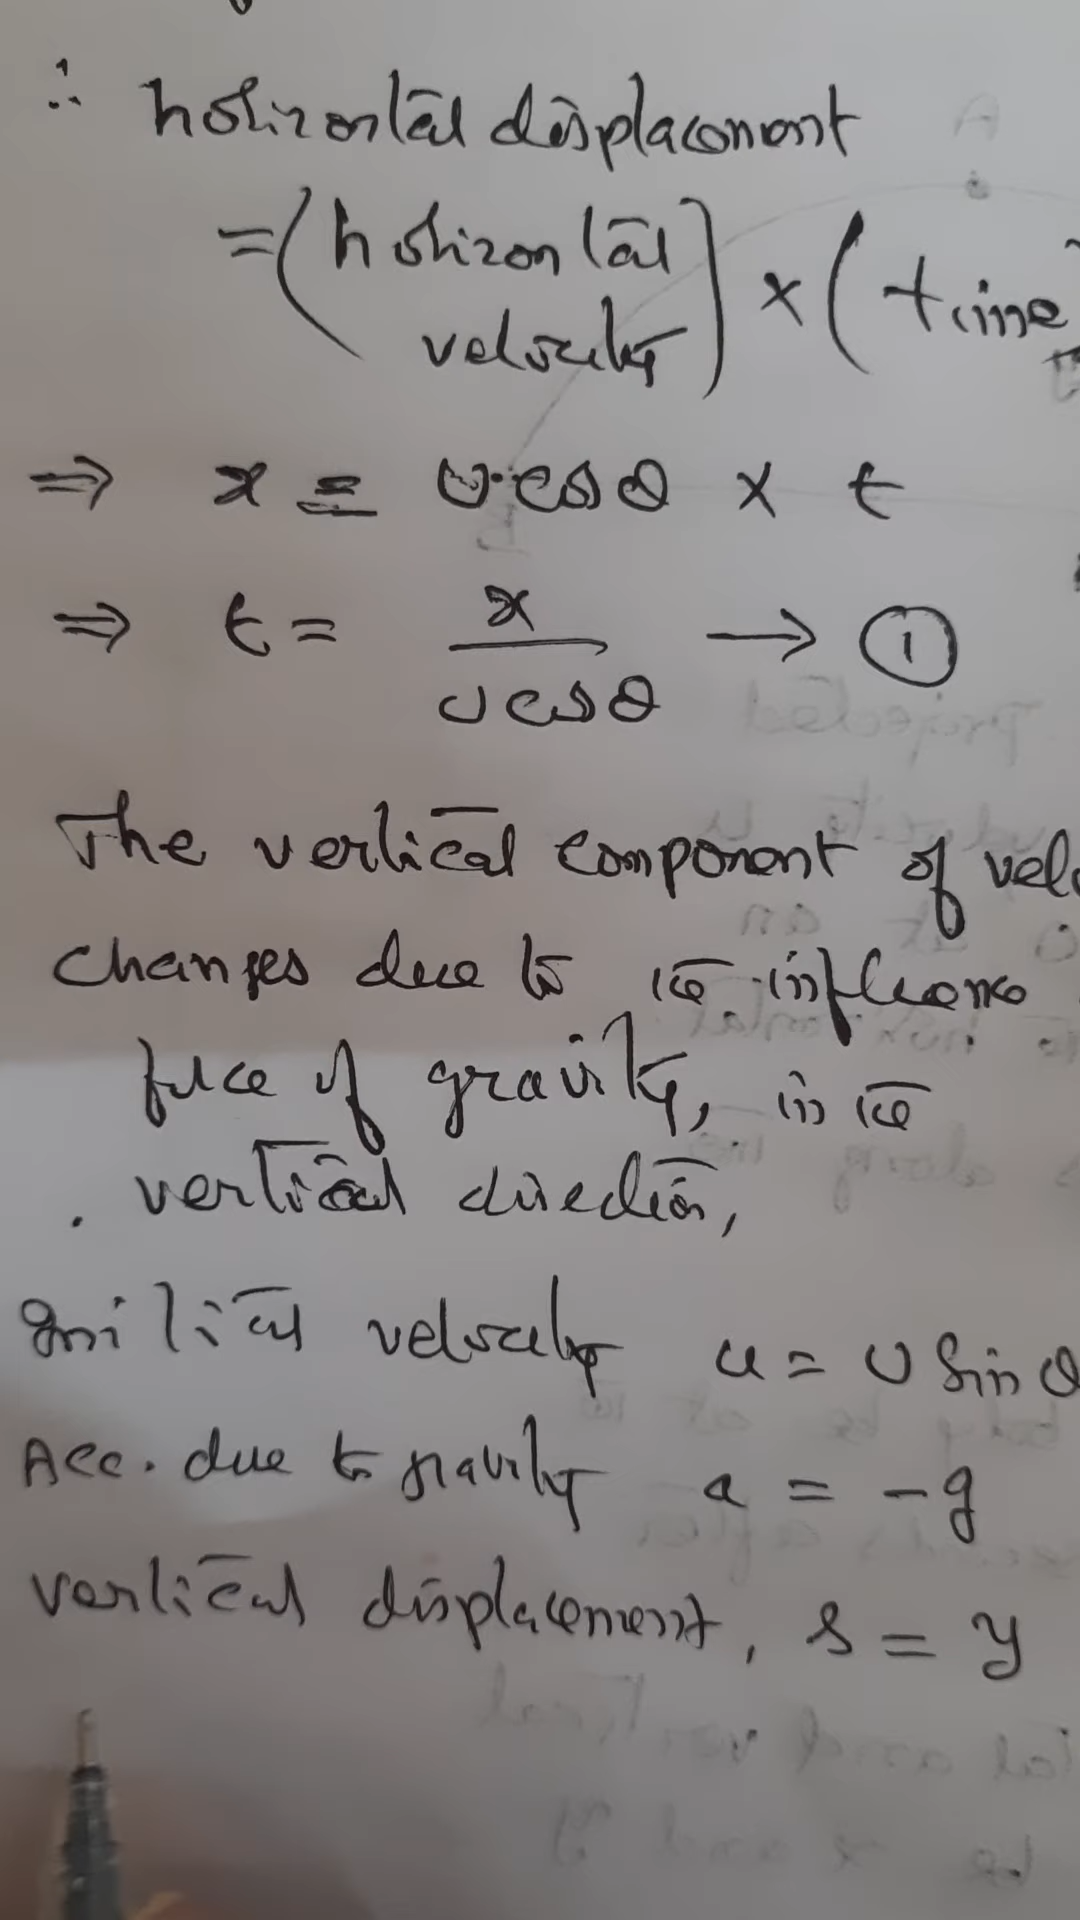 ∴ horizontal displacement
= (horizontal velocity) × (time
⇒ x = υ cos θ × t
⇒ t = x / υ cos θ → ①
The vertical component of velo
changes due to the influence
force of gravity, in the
vertical direction,
Initial velocity u = υ sin θ
Acc. due to gravity a = -g
vertical displacement, s = y